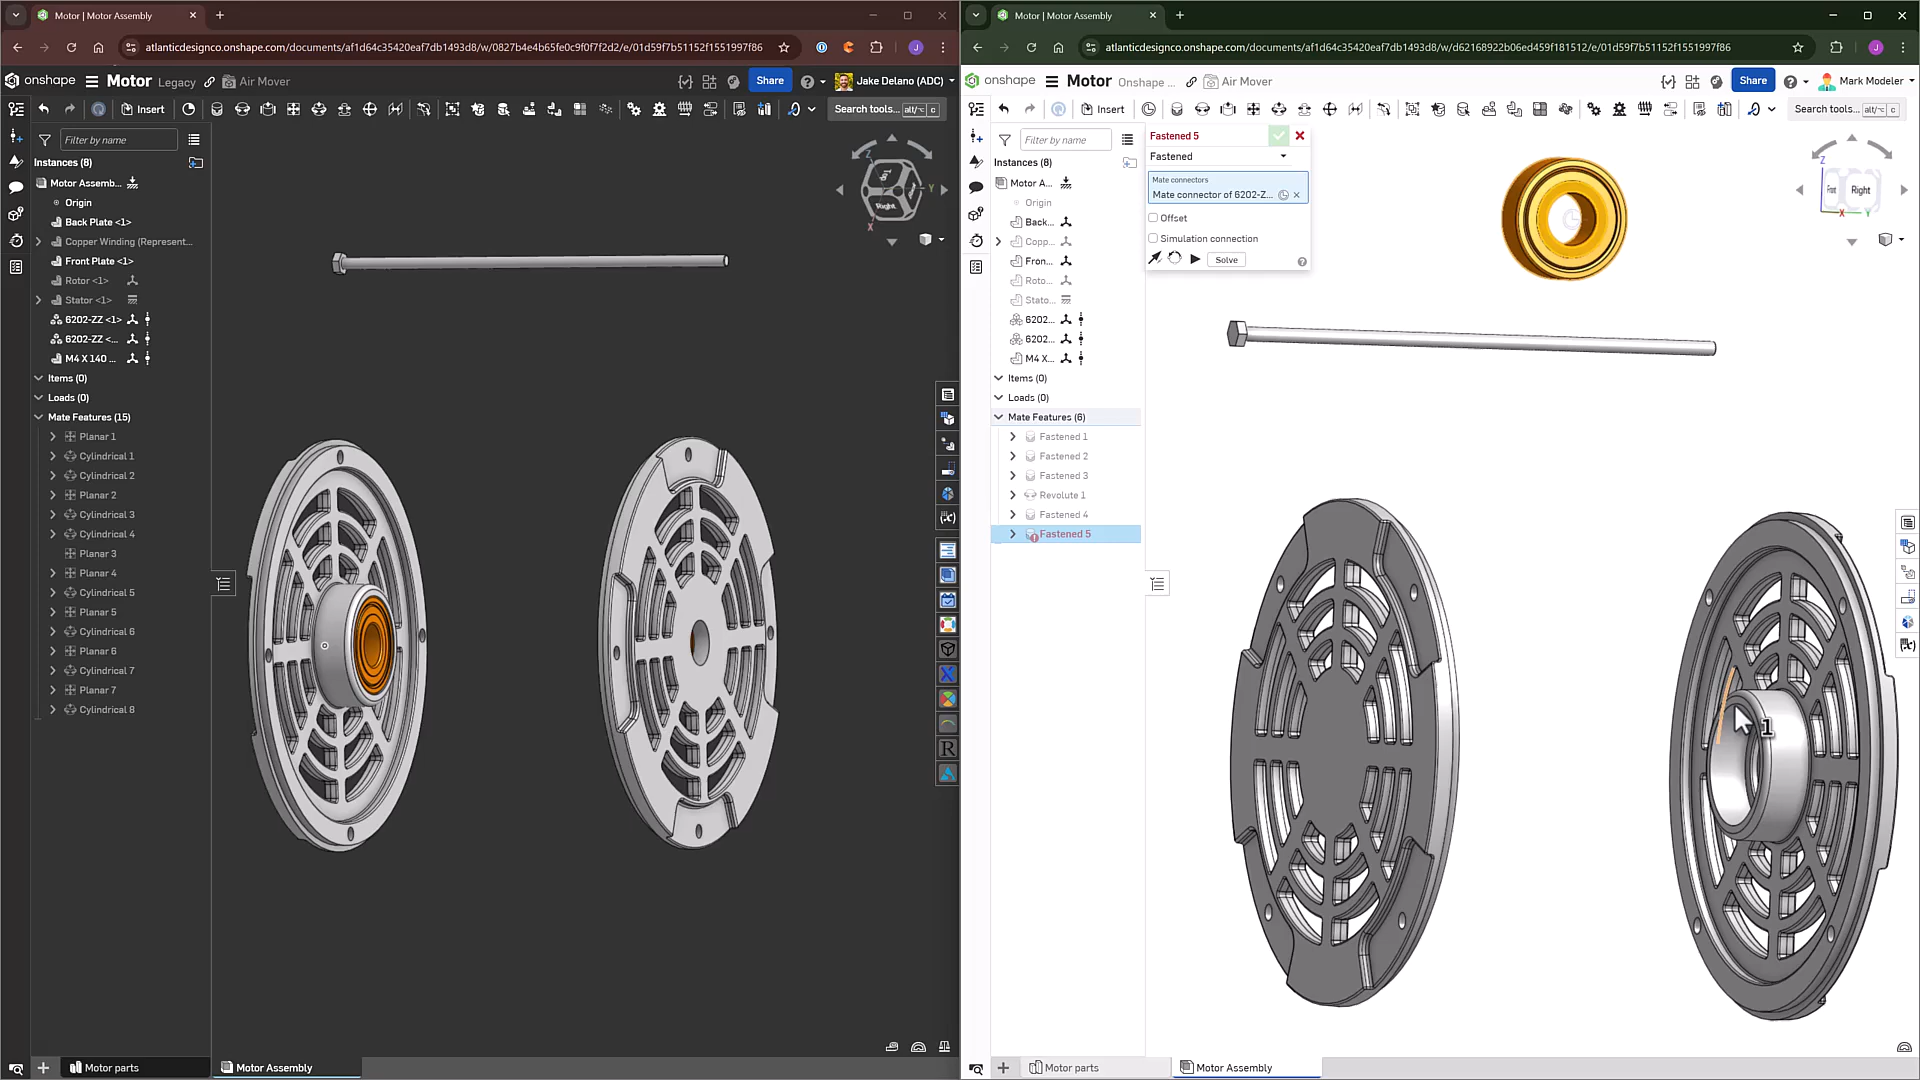 Motor | Motor Assembly
atlanticdesignco.onshape.com/documents/af1d64c35420eaf7db1493d8/w/0827b4e4b65fe0c9f0f7f2d2/e/01d59f7b51152f1551997f86
onshape Motor Legacy Air Mover Share Jake Delano (ADC)
Insert Search tools... alt/⌥ c
Filter by name
Instances (8)
Motor Assemb...
Origin
Back Plate <1>
Copper Winding (Represent...
Front Plate <1>
Rotor <1>
Stator <1>
6202-ZZ <1>
6202-ZZ <...
M4 X 140 ...
Items (0)
Loads (0)
Mate Features (15)
Planar 1
Cylindrical 1
Cylindrical 2
Planar 2
Cylindrical 3
Cylindrical 4
Planar 3
Planar 4
Cylindrical 5
Planar 5
Cylindrical 6
Planar 6
Cylindrical 7
Planar 7
Cylindrical 8
Z
Y
X
Right
Motor parts
Motor Assembly
Motor | Motor Assembly
atlanticdesignco.onshape.com/documents/af1d64c35420eaf7db1493d8/w/d62168922b06ed459f181512/e/01d59f7b51152f1551997f86
onshape Motor Onshape ... Air Mover Share Mark Modeler
Insert Search tools... alt/⌥ c
Filter by name
Instances (8)
Motor A...
Origin
Back...
Copp...
Fron...
Roto...
Stato...
6202...
6202...
M4 X...
Items (0)
Loads (0)
Mate Features (6)
Fastened 1
Fastened 2
Fastened 3
Revolute 1
Fastened 4
Fastened 5
Fastened 5
Fastened
Mate connectors
Mate connector of 6202-Z...
Offset
Simulation connection
Solve
Z
Front Right
X Y
1
Motor parts
Motor Assembly